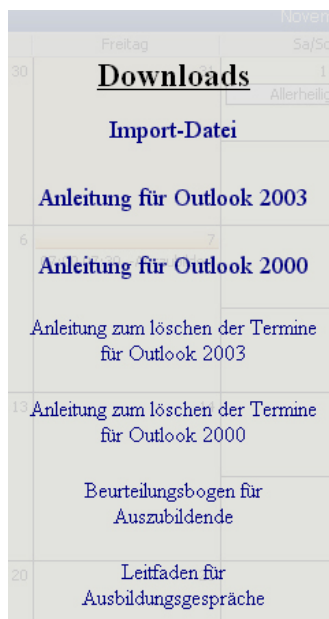 Novem
Freitag
Sa/So
30
31
1
Downloads
Allerheilig
Import-Datei
Anleitung für Outlook 2003
6
7
Anleitung für Outlook 2000
Anleitung zum löschen der Termine
für Outlook 2003
13
14
Anleitung zum löschen der Termine
für Outlook 2000
Beurteilungsbogen für
Auszubildende
20
Leitfaden für
Ausbildungsgespräche